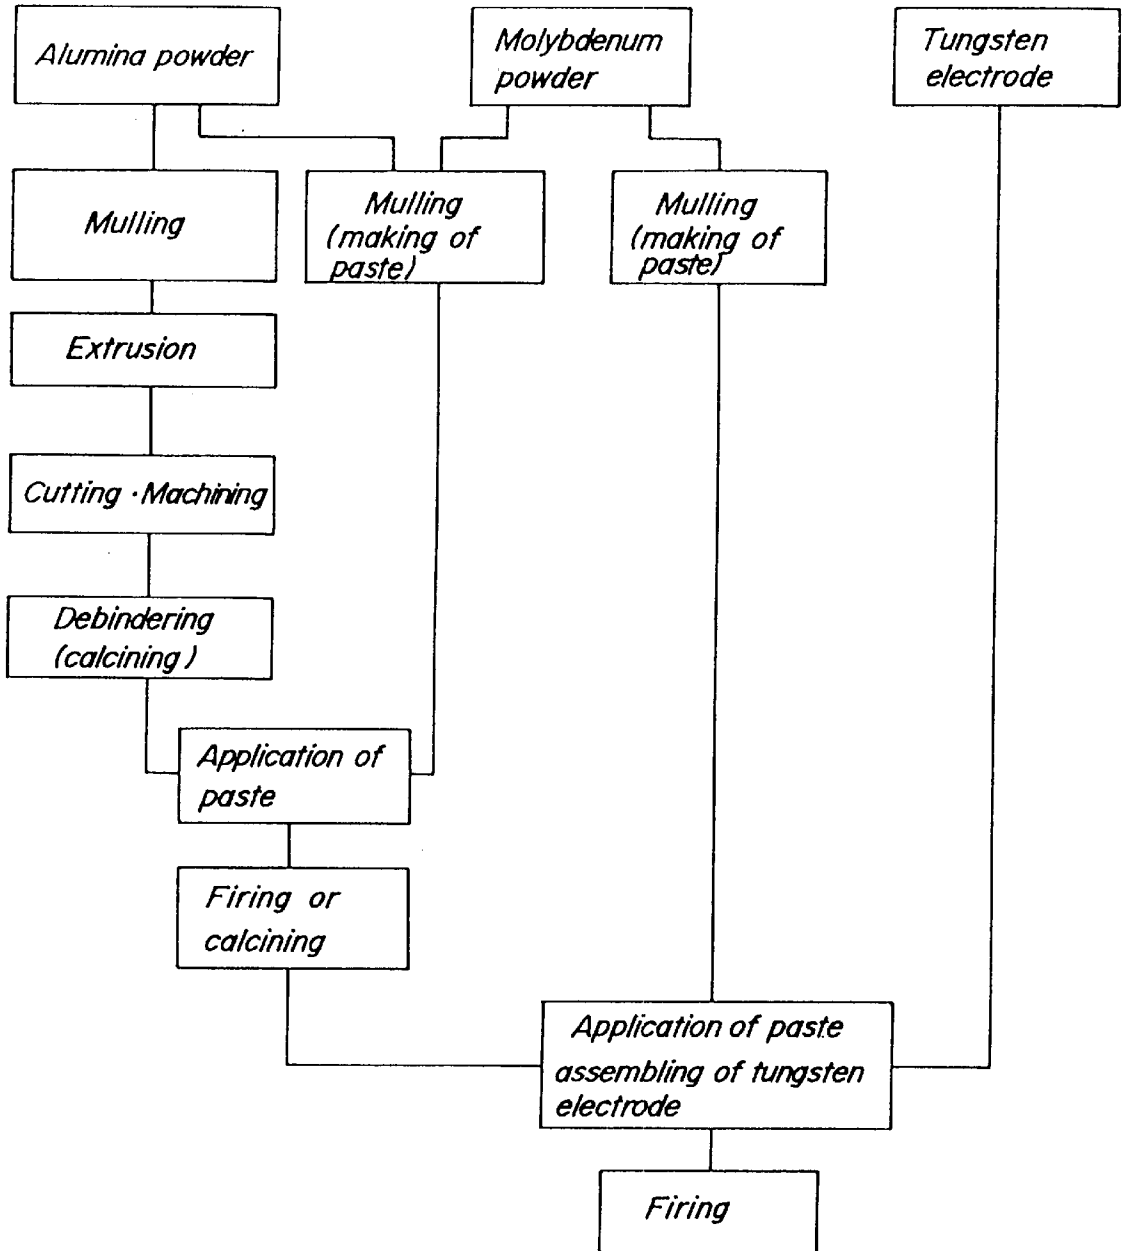 Alumina powder
Molybdenum
powder
Tungsten
electrode
Mulling
Mulling
(making of
paste)
Mulling
(making of
paste)
Extrusion
Cutting · Machining
Debindering
(calcining)
Application of
paste
Firing or
calcining
Application of paste
assembling of tungsten
electrode
Firing